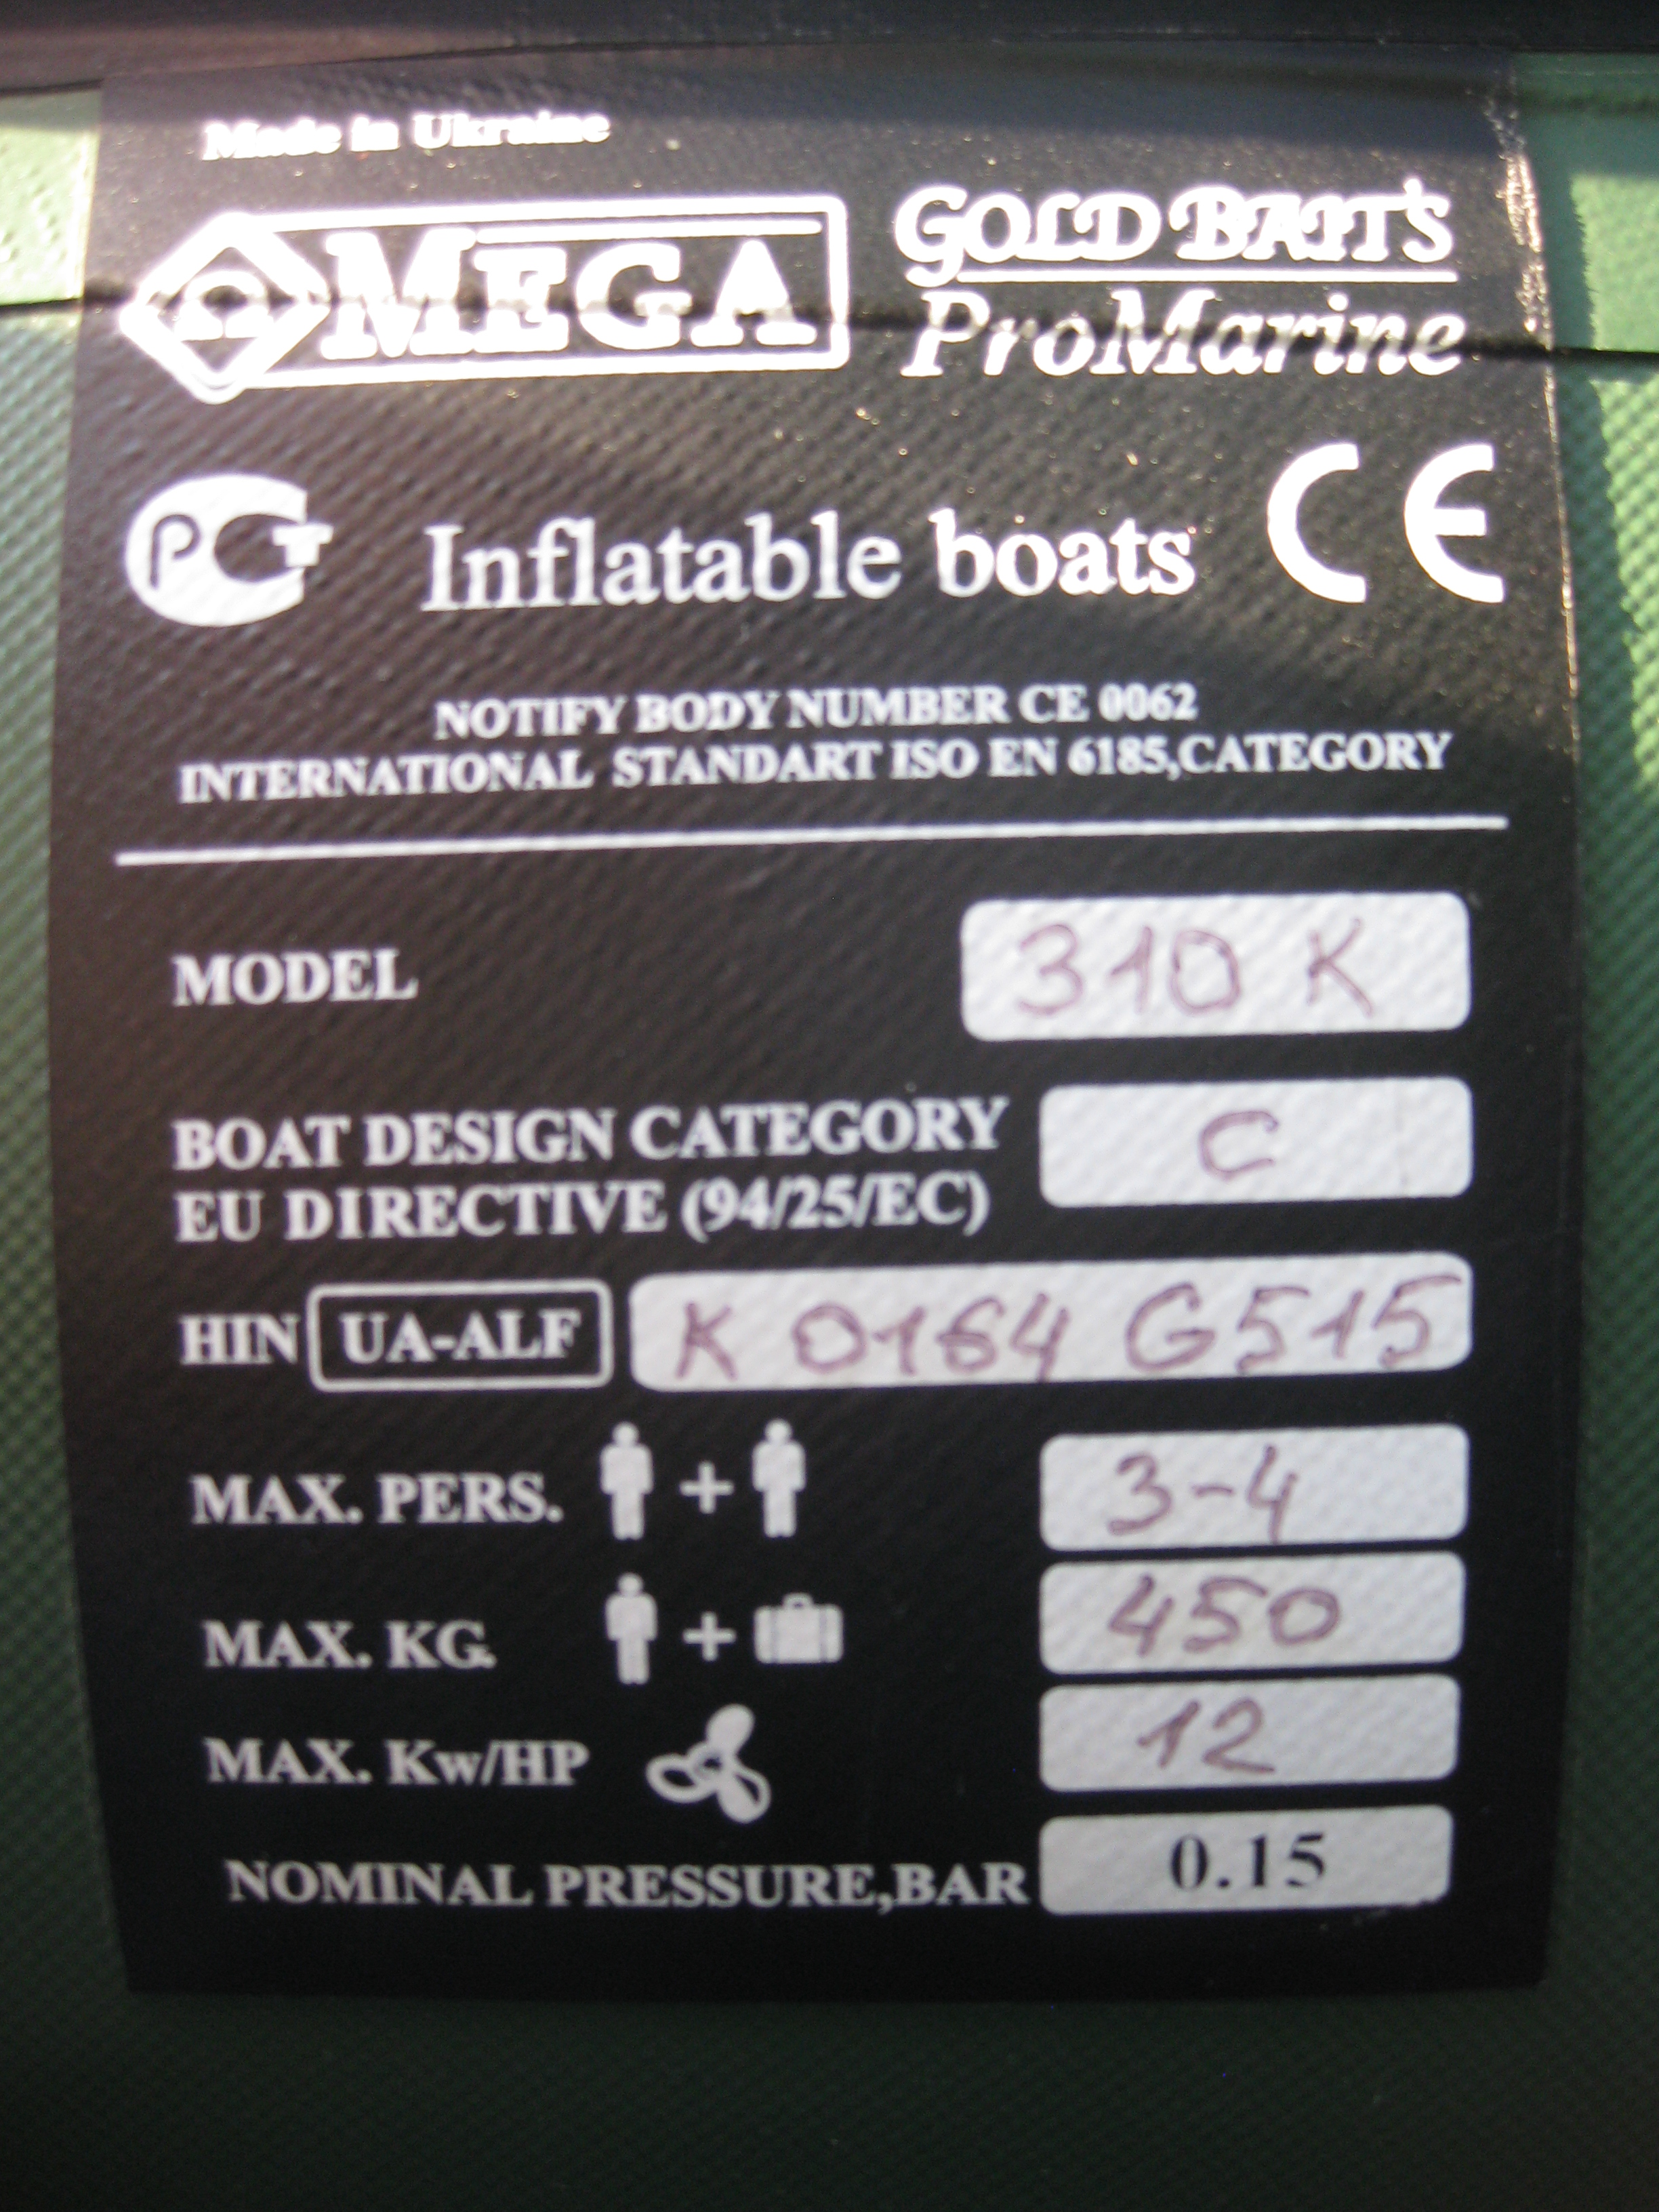 Made in Ukraine
ΩMEGA GOLD BAITS
ProMarine
PCT Inflatable boats CE
NOTIFY BODY NUMBER CE 0062
INTERNATIONAL STANDART ISO EN 6185,CATEGORY
MODEL 310 K
BOAT DESIGN CATEGORY C
EU DIRECTIVE (94/25/EC)
HIN UA-ALF K 0164 G515
MAX. PERS. + 3-4
MAX. KG. + 450
MAX. Kw/HP 12
NOMINAL PRESSURE,BAR 0.15